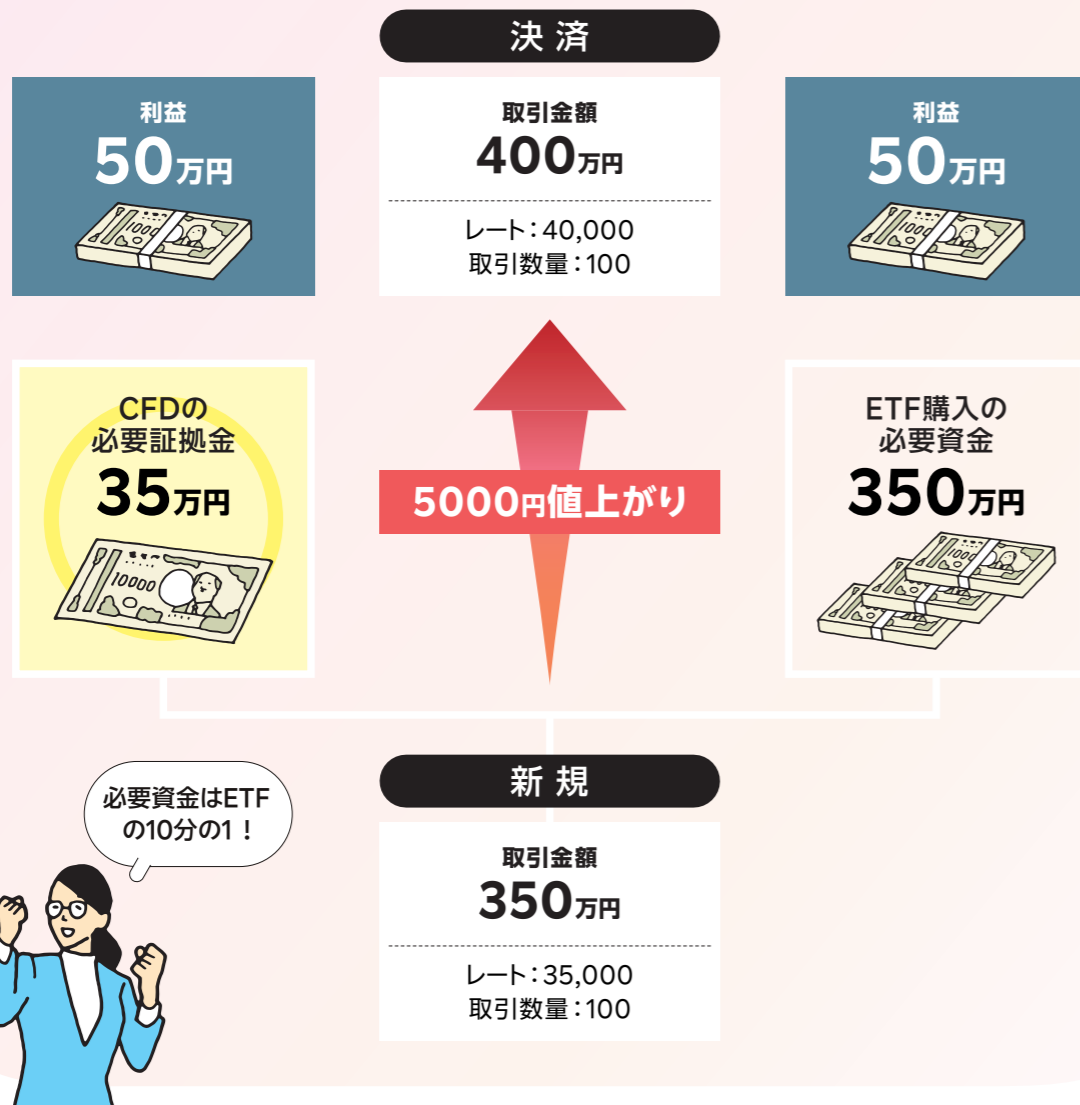 決済
利益
50万円
取引金額
400万円
レート：40,000
取引数量：100
利益
50万円
CFDの
必要証拠金
35万円
10000
5000円値上がり
ETF購入の
必要資金
350万円
新規
取引金額
350万円
レート：35,000
取引数量：100
必要資金はETF
の10分の1！